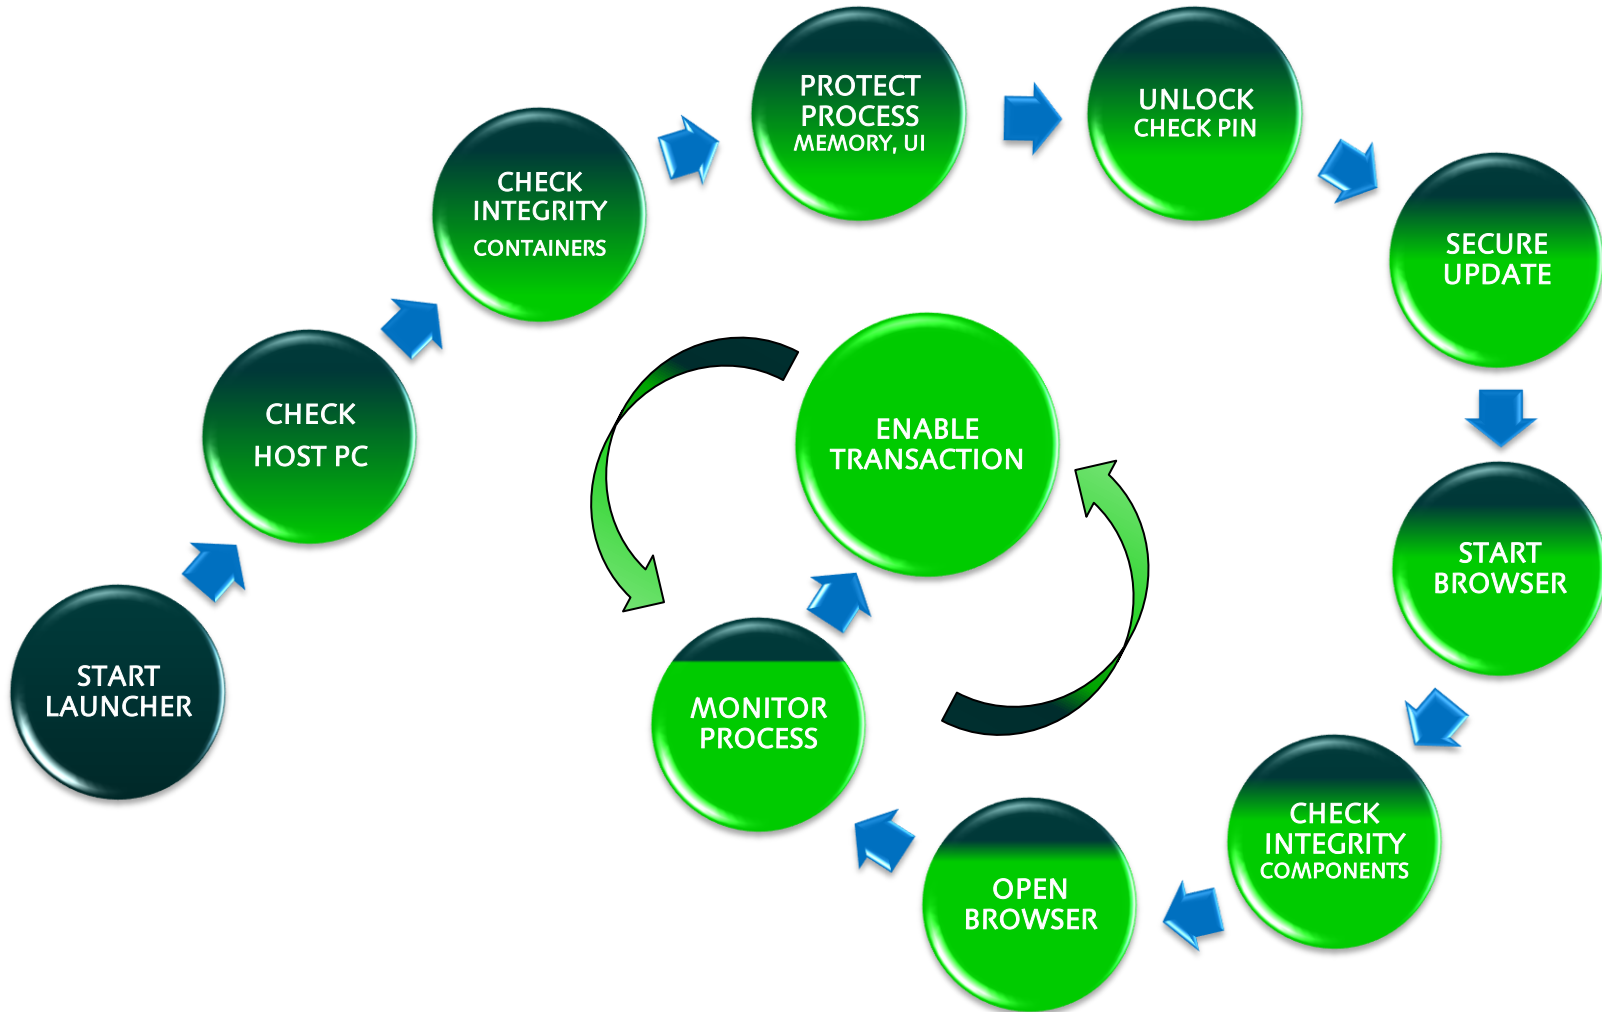 START
LAUNCHER
CHECK
HOST PC
CHECK
INTEGRITY
CONTAINERS
PROTECT
PROCESS
MEMORY, UI
UNLOCK
CHECK PIN
SECURE
UPDATE
START
BROWSER
CHECK
INTEGRITY
COMPONENTS
OPEN
BROWSER
MONITOR
PROCESS
ENABLE
TRANSACTION